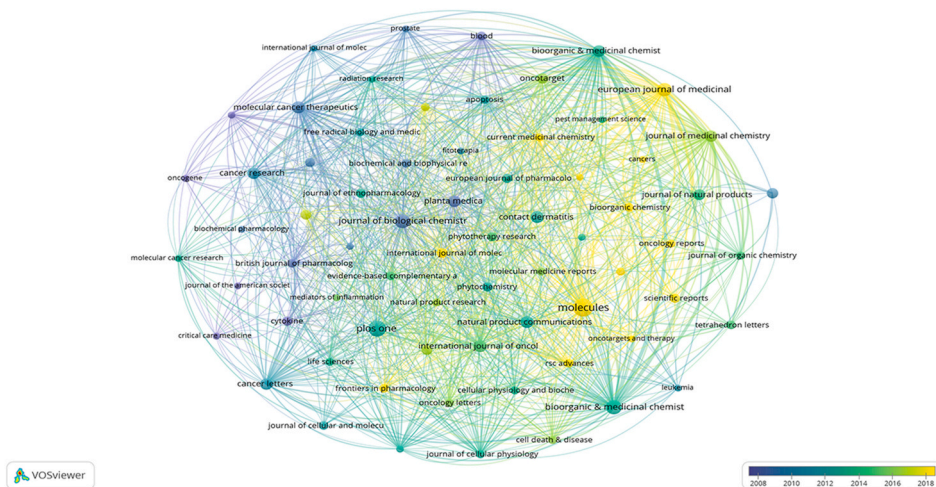 prostate
blood
international journal of molec
bioorganic & medicinal chemist
radiation research
oncotarget
european journal of medicinal
molecular cancer therapeutics
apoptosis
pest management science
free radical biology and medic
current medicinal chemistry
journal of medicinal chemistry
fitoterapia
cancers
biochemical and biophysical re
cancer research
oncogene
european journal of pharmacolo
journal of ethnopharmacology
journal of natural products
planta medica
bioorganic chemistry
journal of biological chemistr
contact dermatitis
biochemical pharmacology
phytotherapy research
oncology reports
international journal of molec
journal of organic chemistry
molecular cancer research
british journal of pharmacolog
evidence-based complementary a
molecular medicine reports
journal of the american societ
phytochemistry
mediators of inflammation
natural product research
scientific reports
molecules
cytokine
natural product communications
tetrahedron letters
plos one
critical care medicine
oncotargets and therapy
international journal of oncol
life sciences
rsc advances
cancer letters
frontiers in pharmacology
cellular physiology and bioche
leukemia
oncology letters
bioorganic & medicinal chemist
journal of cellular and molecu
cell death & disease
journal of cellular physiology
VOSviewer
2008 2010 2012 2014 2016 2018